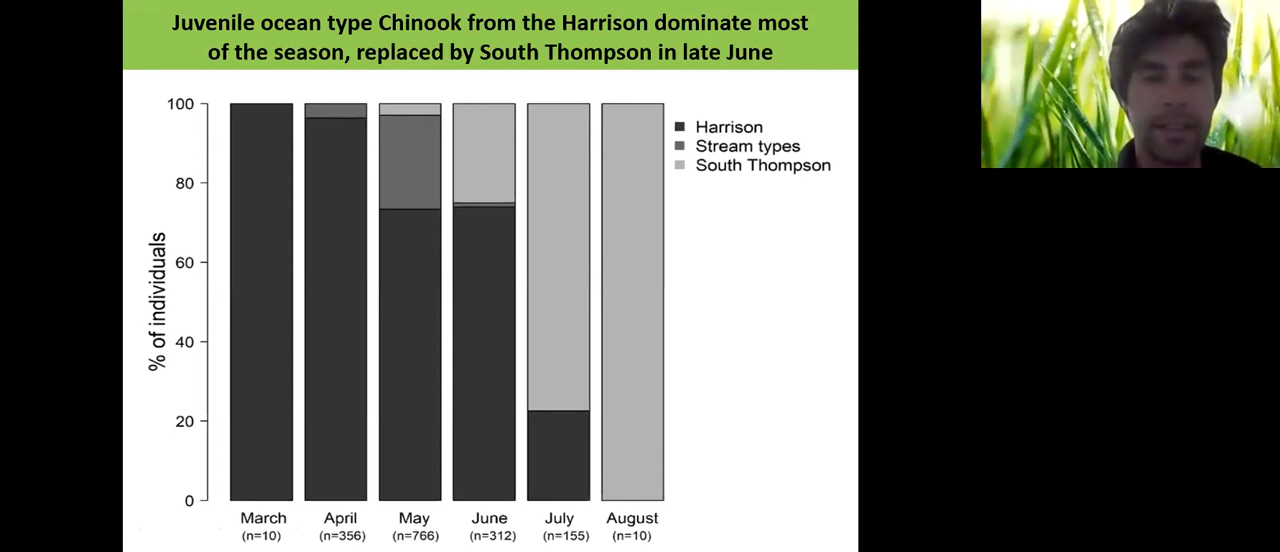 Juvenile ocean type Chinook from the Harrison dominate most
of the season, replaced by South Thompson in late June
100
80
60
40
20
0
% of individuals
Harrison
Stream types
South Thompson
March April May June July August
(n=10) (n=356) (n=766) (n=312) (n=155) (n=10)